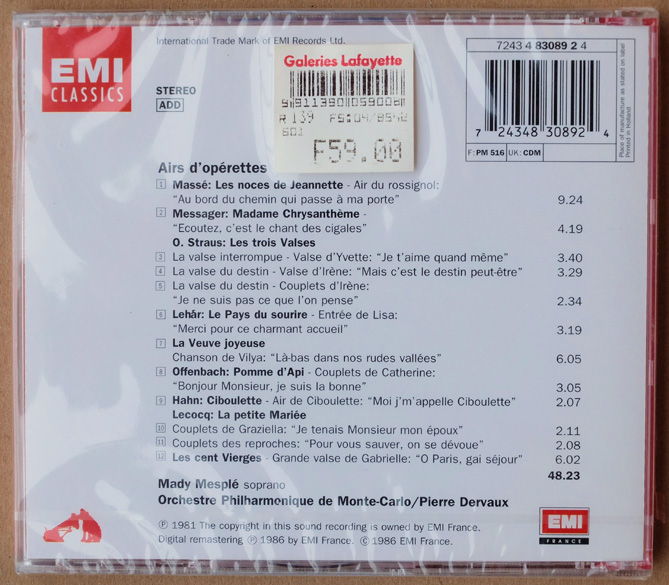 EMI
CLASSICS
International Trade Mark of EMI Records Ltd.
STEREO
ADD
Galeries Lafayette
R 139
F59.00
7243 4 83089 2 4
7 24348 30892 4
F: PM 516 UK: CDM
Place of manufacture as stated on label
Printed in Holland
Airs d'opérettes
1 Massé: Les noces de Jeannette - Air du rossignol:
"Au bord du chemin qui passe à ma porte" 9.24
2 Messager: Madame Chrysanthème -
"Ecoutez, c'est le chant des cigales" 4.19
O. Straus: Les trois Valses
3 La valse interrompue - Valse d'Yvette: "Je t'aime quand même" 3.40
4 La valse du destin - Valse d'Irène: "Mais c'est le destin peut-être" 3.29
5 La valse du destin - Couplets d'Irène:
"Je ne suis pas ce que l'on pense" 2.34
6 Lehár: Le Pays du sourire - Entrée de Lisa:
"Merci pour ce charmant accueil" 3.19
7 La Veuve joyeuse
Chanson de Vilya: "Là-bas dans nos rudes vallées" 6.05
8 Offenbach: Pomme d'Api - Couplets de Catherine:
"Bonjour Monsieur, je suis la bonne" 3.05
9 Hahn: Ciboulette - Air de Ciboulette: "Moi j'm'appelle Ciboulette" 2.07
Lecocq: La petite Mariée
10 Couplets de Graziella: "Je tenais Monsieur mon époux" 2.11
11 Couplets des reproches: "Pour vous sauver, on se dévoue" 2.08
12 Les cent Vierges - Grande valse de Gabrielle: "O Paris, gai séjour" 6.02
48.23
Mady Mesplé soprano
Orchestre Philharmonique de Monte-Carlo/Pierre Dervaux
℗ 1981 The copyright in this sound recording is owned by EMI France.
Digital remastering ℗ 1986 by EMI France. © 1986 EMI France.
EMI
FRANCE